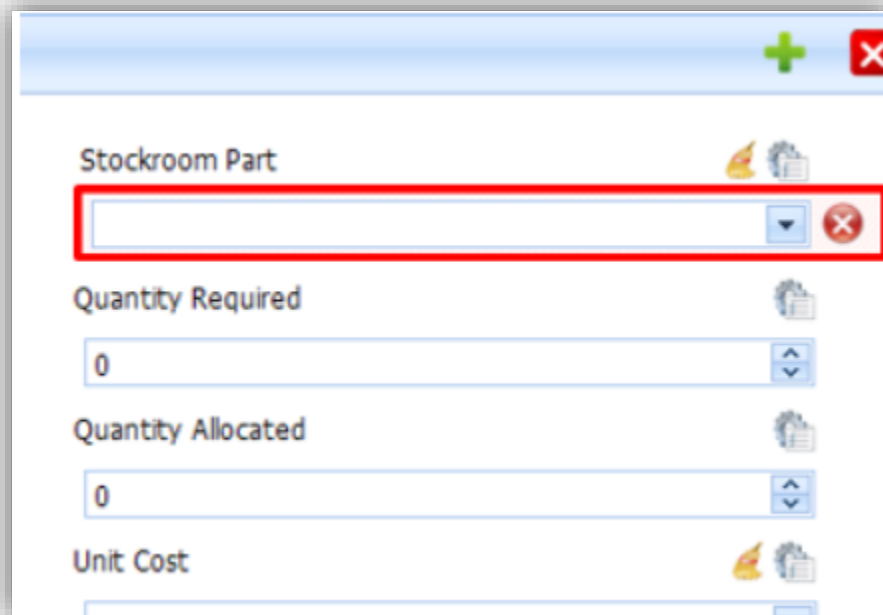 Stockroom Part
Quantity Required
0
Quantity Allocated
0
Unit Cost